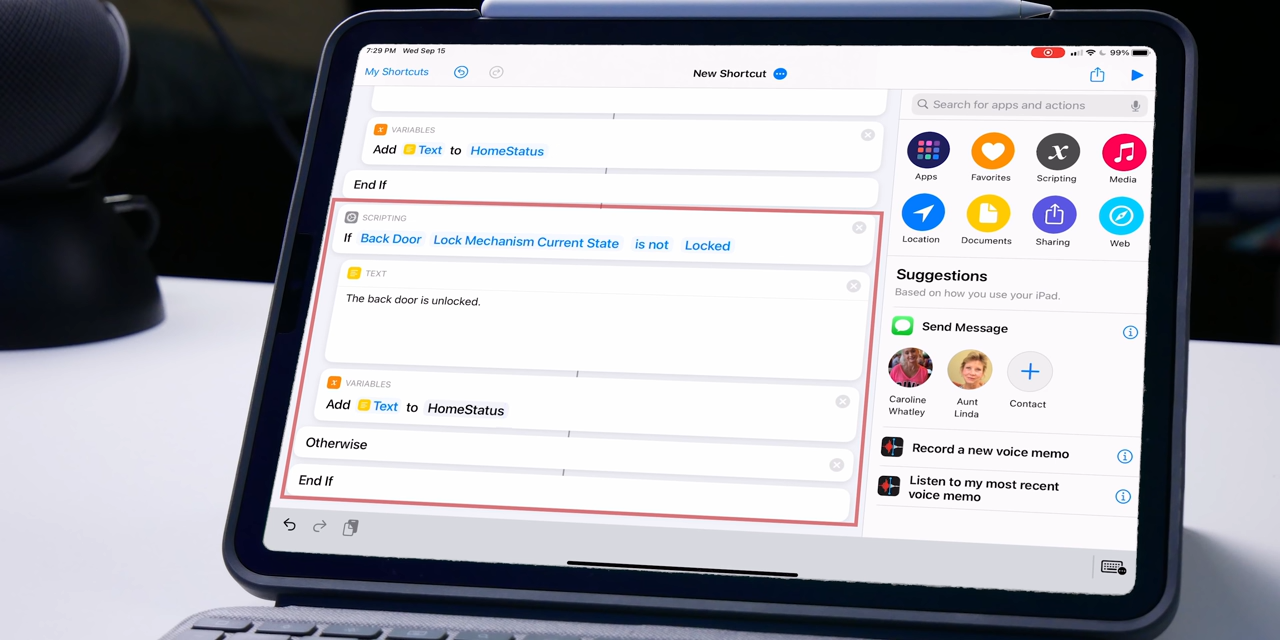 7:29 PM Wed Sep 15
99%
My Shortcuts
New Shortcut
VARIABLES
Add Text to HomeStatus
End If
SCRIPTING
If Back Door Lock Mechanism Current State is not Locked
TEXT
The back door is unlocked.
VARIABLES
Add Text to HomeStatus
Otherwise
End If
Search for apps and actions
Apps
Favorites
Scripting
Media
Location
Documents
Sharing
Web
Suggestions
Based on how you use your iPad.
Send Message
Caroline
Whatley
Aunt
Linda
Contact
Record a new voice memo
Listen to my most recent
voice memo